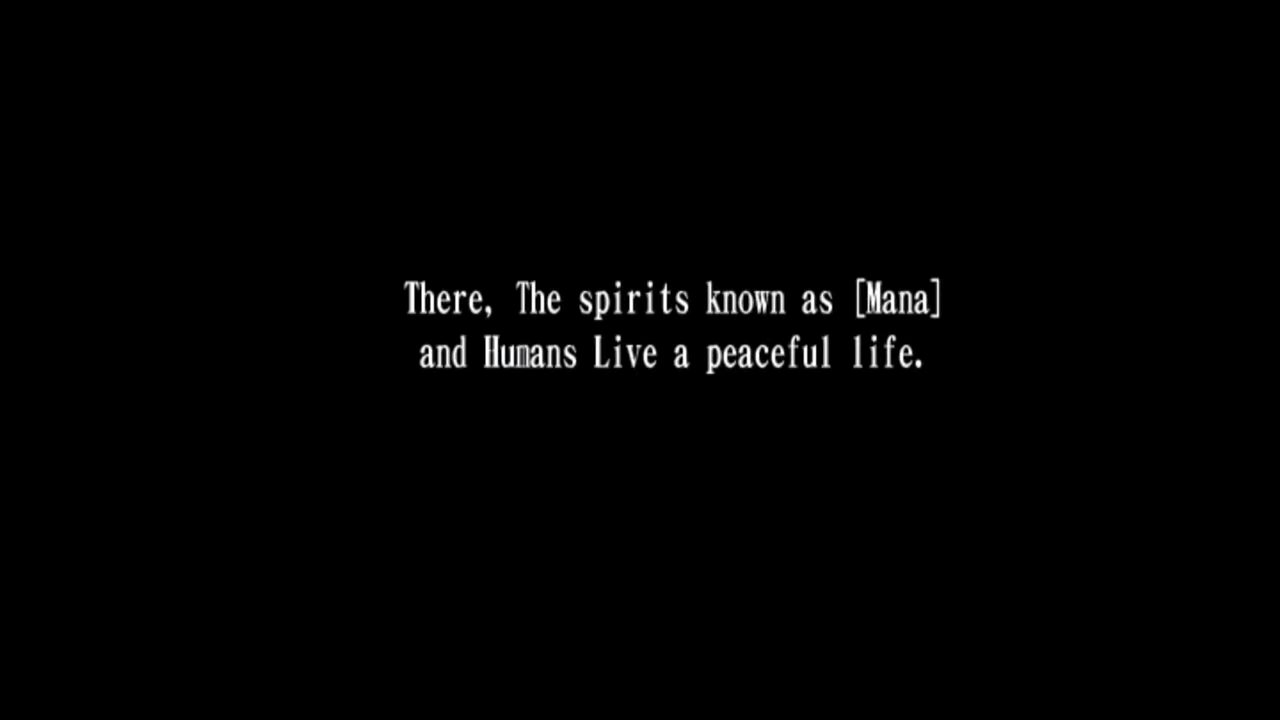 There, The spirits known as [Mana]
and Humans Live a peaceful life.